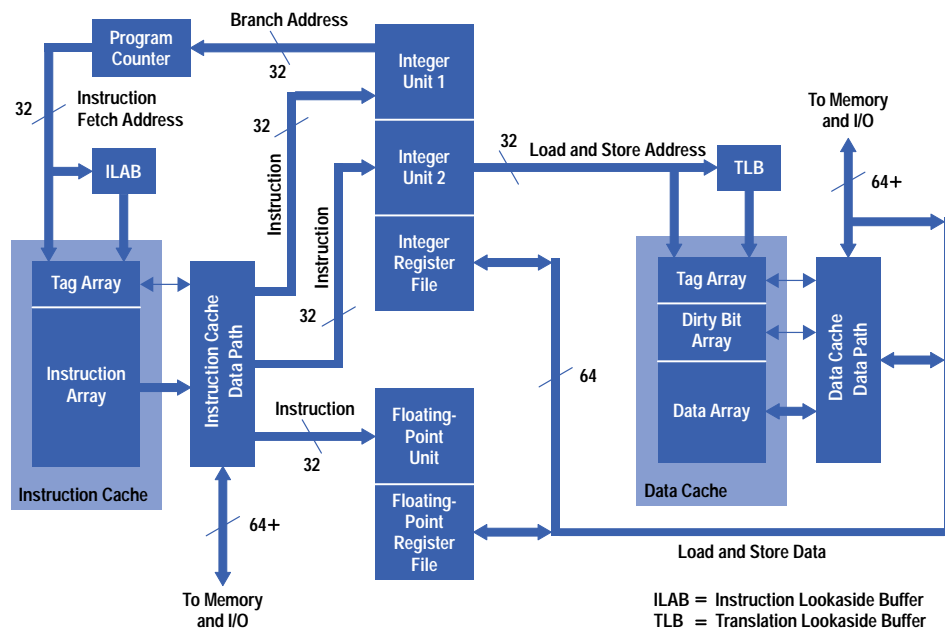 Branch Address
Program
Counter
32
Integer
Unit 1
32
Instruction
Fetch Address
32
Instruction
To Memory
and I/O
64+
ILAB
Integer
Unit 2
32
Load and Store Address
TLB
Instruction
32
Integer
Register
File
Tag Array
Instruction
Array
Instruction Cache
Instruction Cache
Data Path
Tag Array
Dirty Bit
Array
Data Array
Data Cache
Data Cache
Data Path
64
Instruction
32
Floating-
Point
Unit
Floating-
Point
Register
File
64+
To Memory
and I/O
Load and Store Data
ILAB = Instruction Lookaside Buffer
TLB = Translation Lookaside Buffer